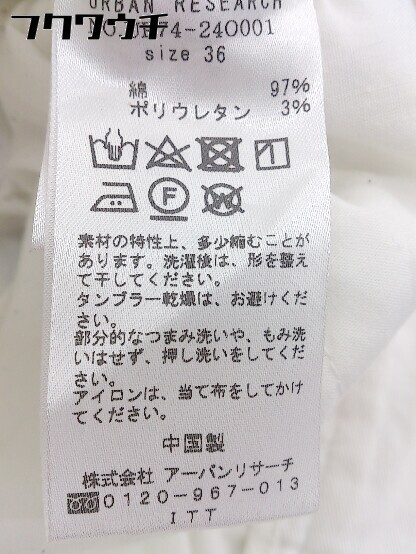 フクウクチ
URBAN RESEARCH
74-240001
size 36
綿 97%
ポリウレタン 3%
F W
素材の特性上、多少縮むことが
あります。洗濯後は、形を整え
て干してください。
タンブラー乾燥は、お避けくだ
さい。
部分的なつまみ洗いや、もみ洗
いはせず、押し洗いをしてくだ
さい。
アイロンは、当て布をしてかけ
てください。
中国製
株式会社 アーバンリサーチ
0120-967-013
ITT